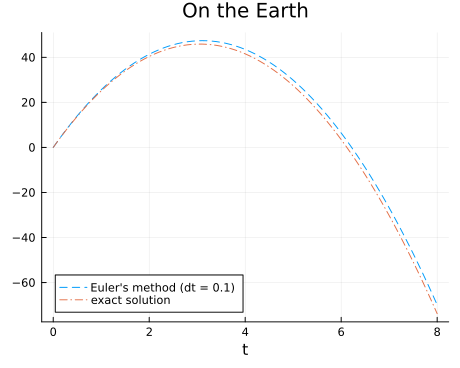 On the Earth
40
20
0
−20
−40
−60
Euler's method (dt = 0.1)
exact solution
0 2 4 6 8
t